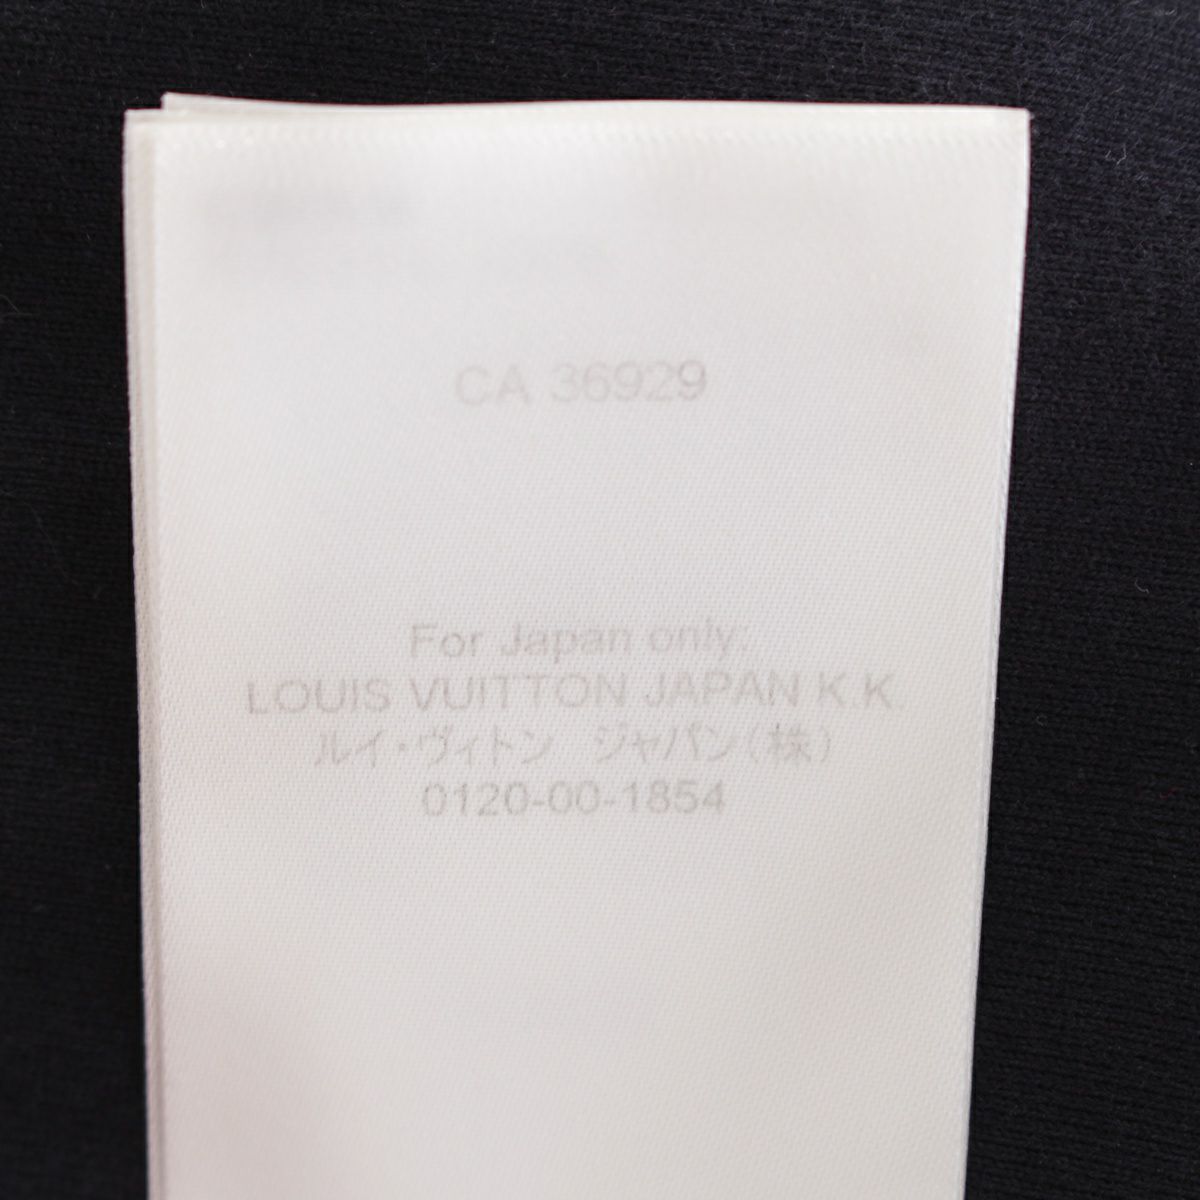 CA 36929
For Japan only:
LOUIS VUITTON JAPAN K.K.
ルイ・ヴィトン　ジャパン(株)
0120-00-1854